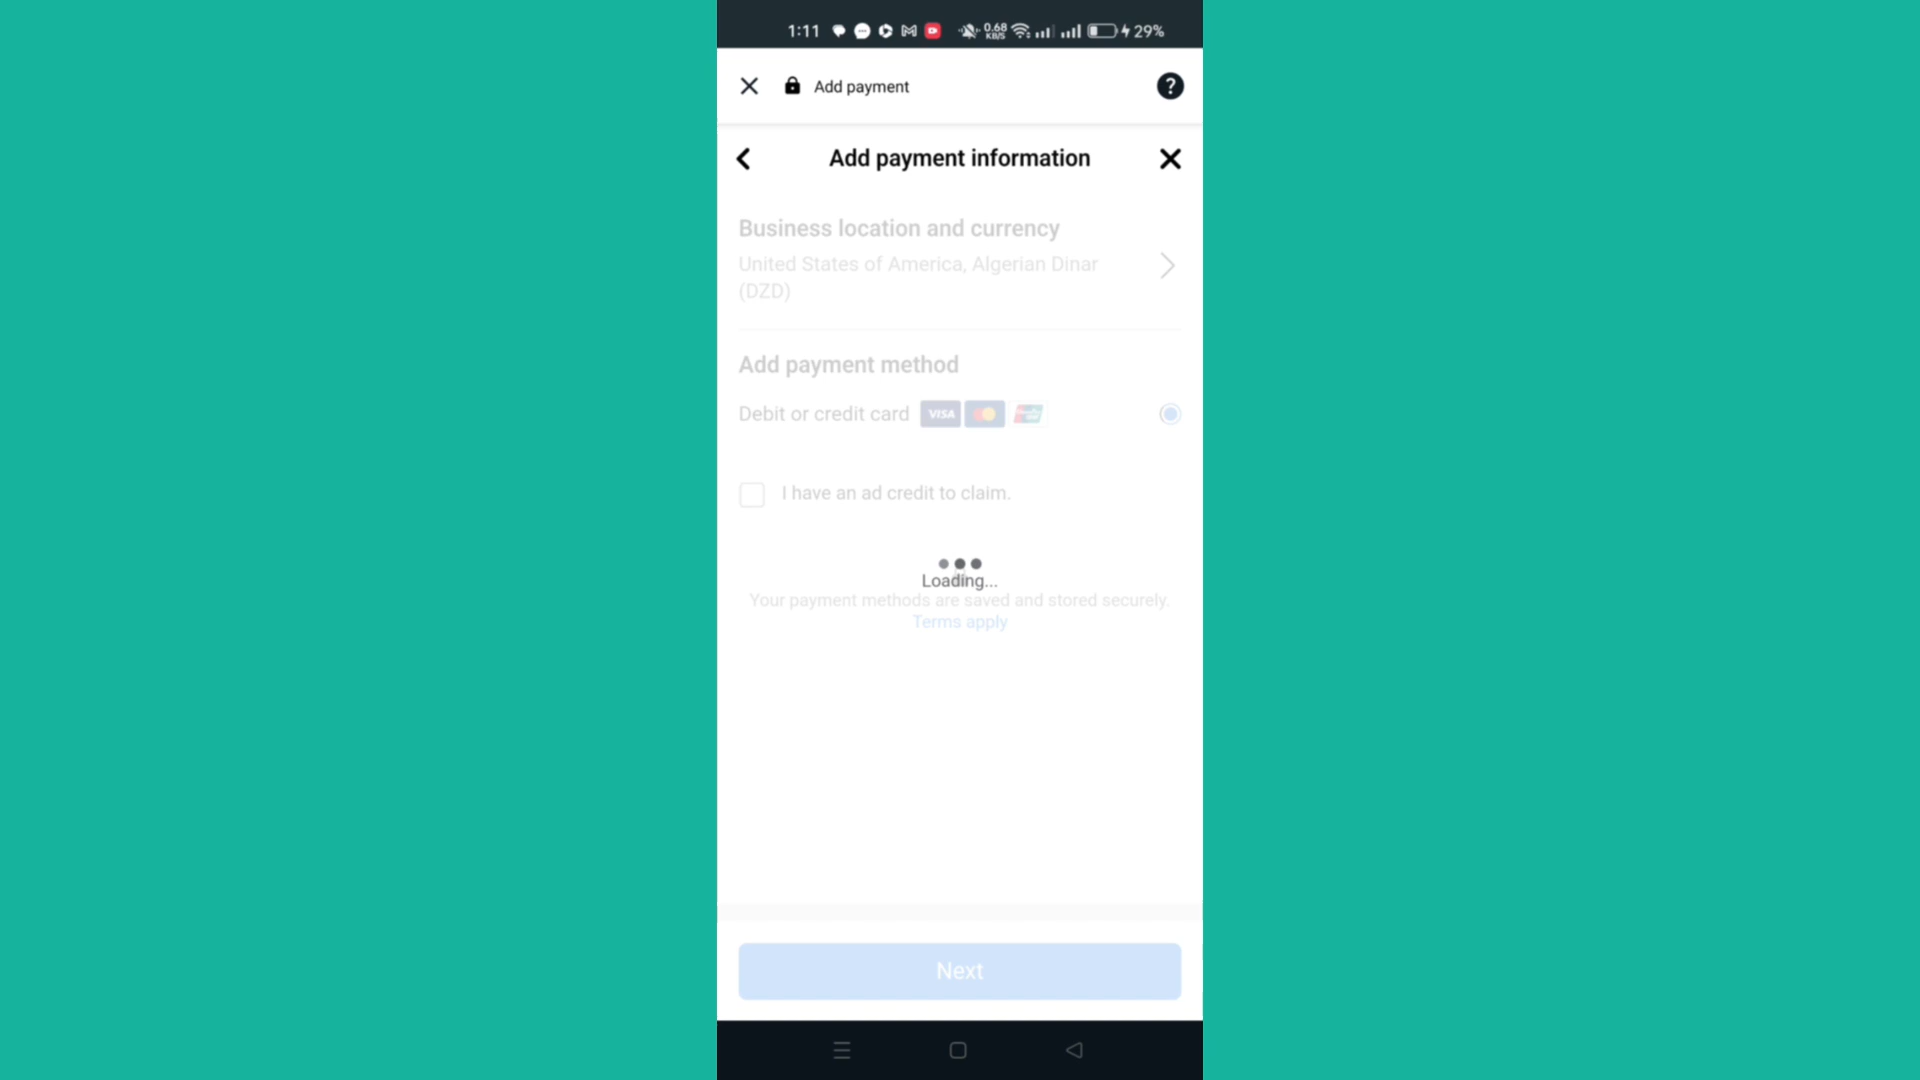 1:11 0.68 KB/S 29%
Add payment
Add payment information
Business location and currency
United States of America, Algerian Dinar
(DZD)
Add payment method
Debit or credit card VISA
I have an ad credit to claim.
Loading...
Your payment methods are saved and stored securely.
Terms apply
Next